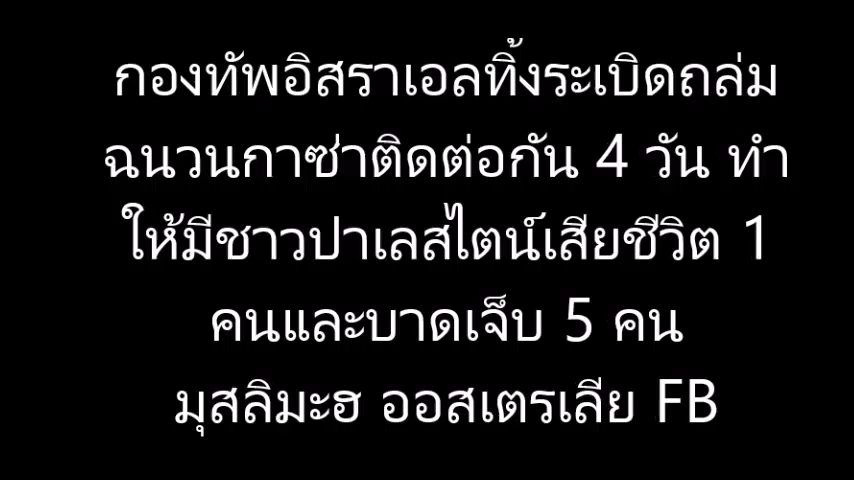 กองทัพอิสราเอลทิ้งระเบิดถล่ม
ฉนวนกาซ่าติดต่อกัน 4 วัน ทำ
ให้มีชาวปาเลสไตน์เสียชีวิต 1
คนและบาดเจ็บ 5 คน
มุสลิมะฮ ออสเตรเลีย FB